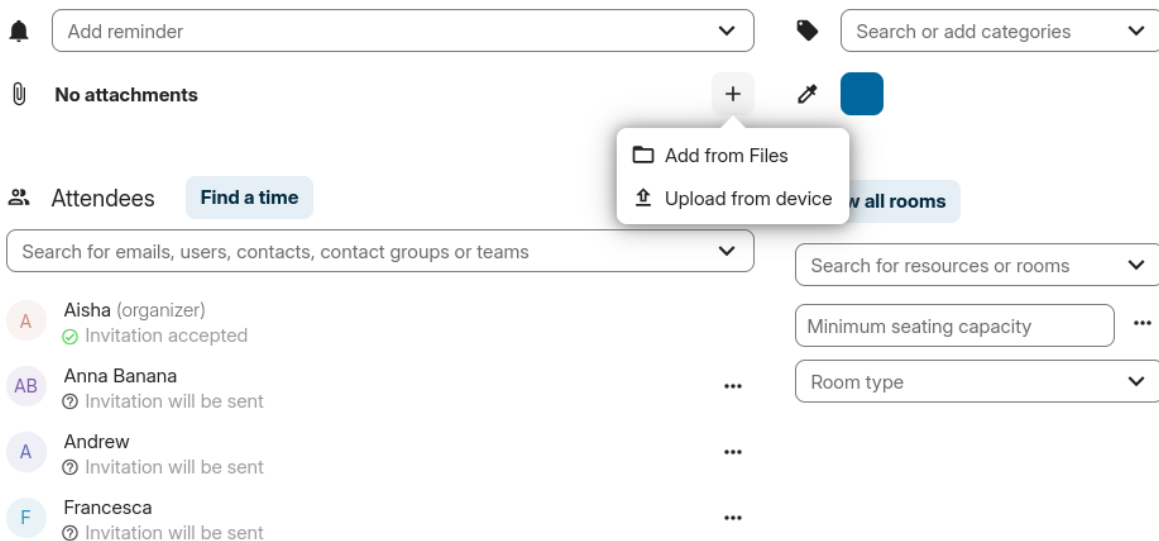 Add reminder
Search or add categories
No attachments
Add from Files
Upload from device
Attendees
Find a time
all rooms
Search for emails, users, contacts, contact groups or teams
Search for resources or rooms
Aisha (organizer)
Invitation accepted
Minimum seating capacity
Anna Banana
Invitation will be sent
Room type
Andrew
Invitation will be sent
Francesca
Invitation will be sent
A
AB
A
F